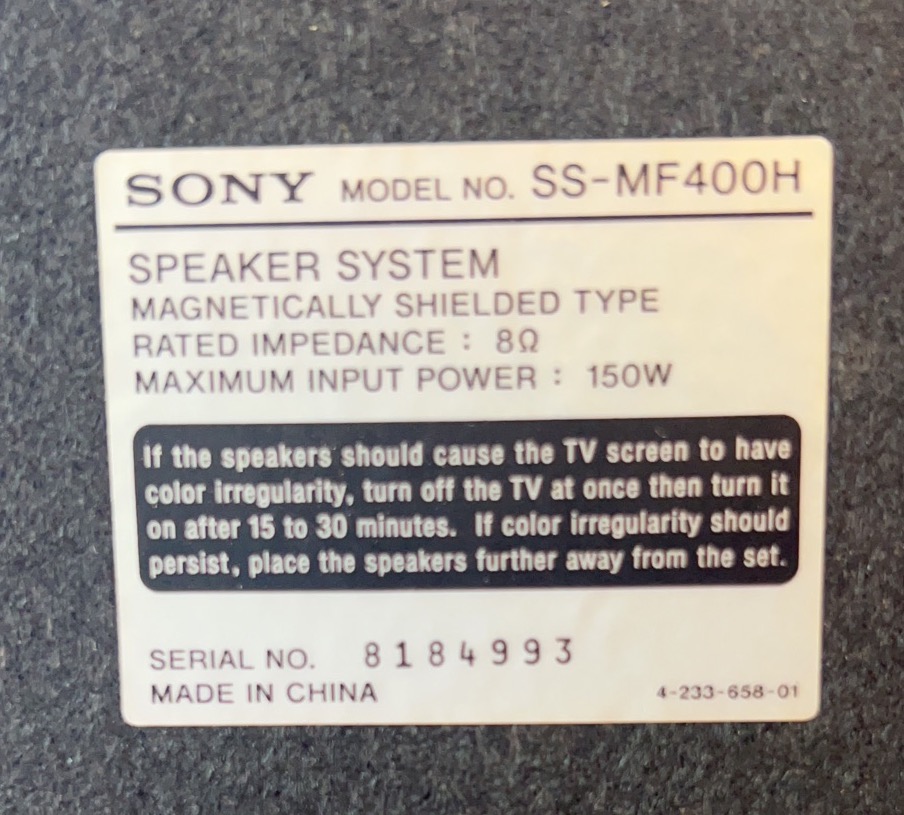 SONY MODEL NO. SS-MF400H
SPEAKER SYSTEM
MAGNETICALLY SHIELDED TYPE
RATED IMPEDANCE : 8Ω
MAXIMUM INPUT POWER : 150W
If the speakers should cause the TV screen to have
color irregularity, turn off the TV at once then turn it
on after 15 to 30 minutes. If color irregularity should
persist, place the speakers further away from the set.
SERIAL NO. 8184993
MADE IN CHINA 4-233-658-01